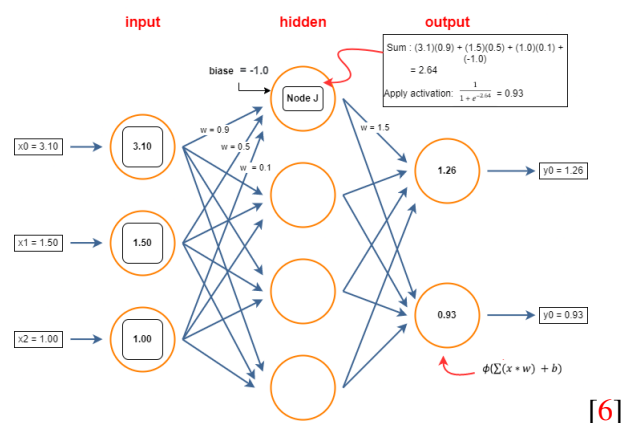 input hidden output
Sum : (3.1)(0.9) + (1.5)(0.5) + (1.0)(0.1) +
(-1.0)
= 2.64
Apply activation: 1 / 1 + e^{-2.64} = 0.93
biase = -1.0
Node J
w = 0.9
w = 0.5
w = 0.1
w = 1.5
x0 = 3.10
3.10
1.26
y0 = 1.26
x1 = 1.50
1.50
x2 = 1.00
1.00
0.93
y0 = 0.93
ϕ(∑(x * w) + b)
[6]